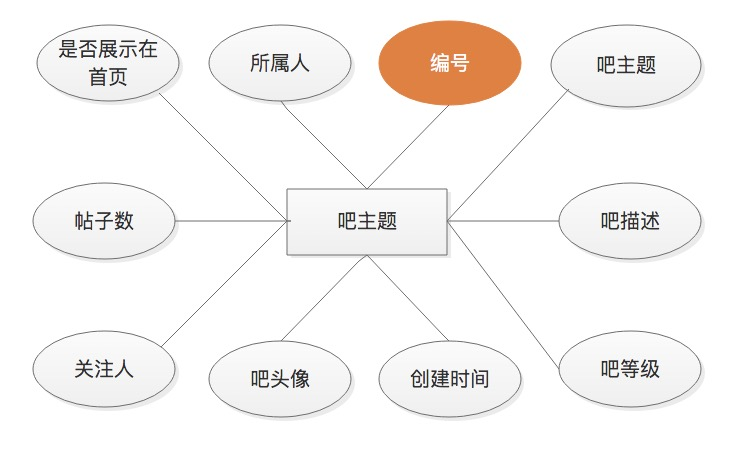 是否展示在
首页
所属人
编号
吧主题
帖子数
吧主题
吧描述
关注人
吧头像
创建时间
吧等级